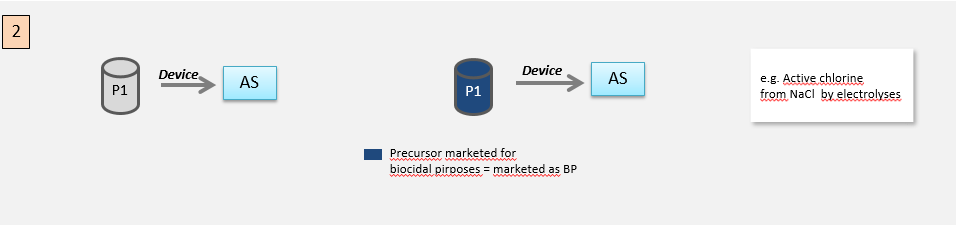 2
Device
P1
AS
Device
P1
AS
e.g. Active chlorine
from NaCl by electrolyses
Precursor marketed for
biocidal pirposes = marketed as BP